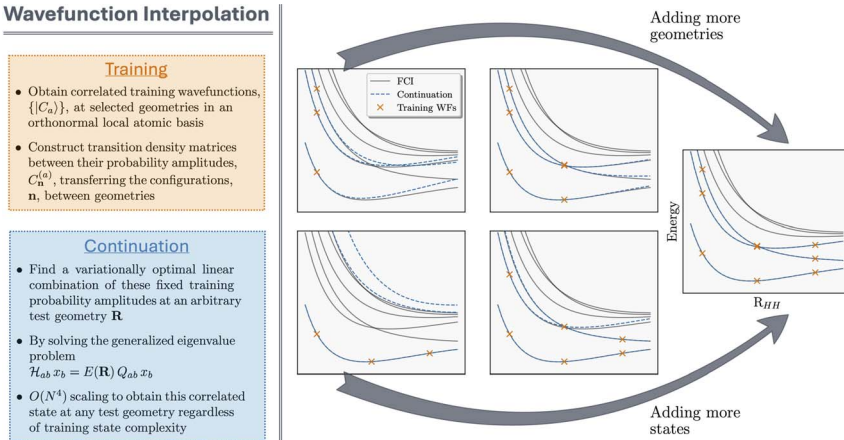 Wavefunction Interpolation
Training
• Obtain correlated training wavefunctions,
{|C_a⟩}, at selected geometries in an
orthonormal local atomic basis
• Construct transition density matrices
between their probability amplitudes,
C_n^(a), transferring the configurations,
n, between geometries
Continuation
• Find a variationally optimal linear
combination of these fixed training
probability amplitudes at an arbitrary
test geometry R
• By solving the generalized eigenvalue
problem
ℋ_ab x_b = E(R) Q_ab x_b
• O(N⁴) scaling to obtain this correlated
state at any test geometry regardless
of training state complexity
Adding more
geometries
FCI
Continuation
Training WFs
Energy
R_HH
Adding more
states